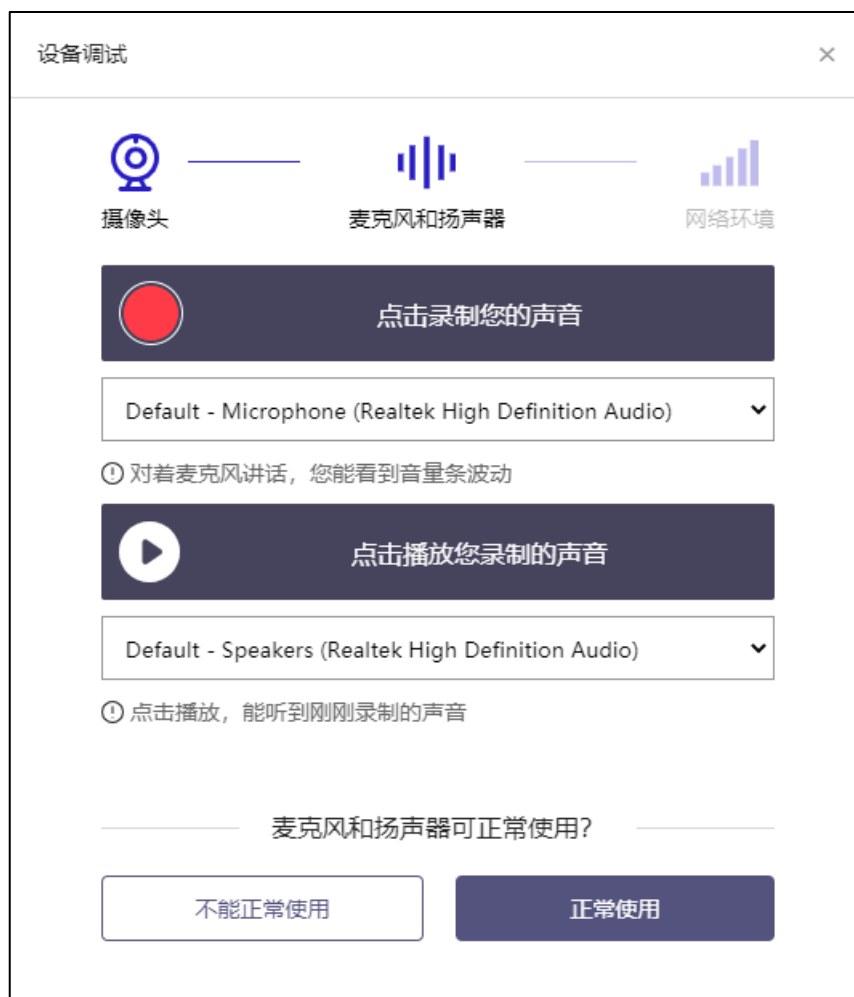 设备调试
摄像头
麦克风和扬声器
网络环境
点击录制您的声音
Default - Microphone (Realtek High Definition Audio)
对着麦克风讲话，您能看到音量条波动
点击播放您录制的声音
Default - Speakers (Realtek High Definition Audio)
点击播放，能听到刚刚录制的声音
麦克风和扬声器可正常使用？
不能正常使用
正常使用